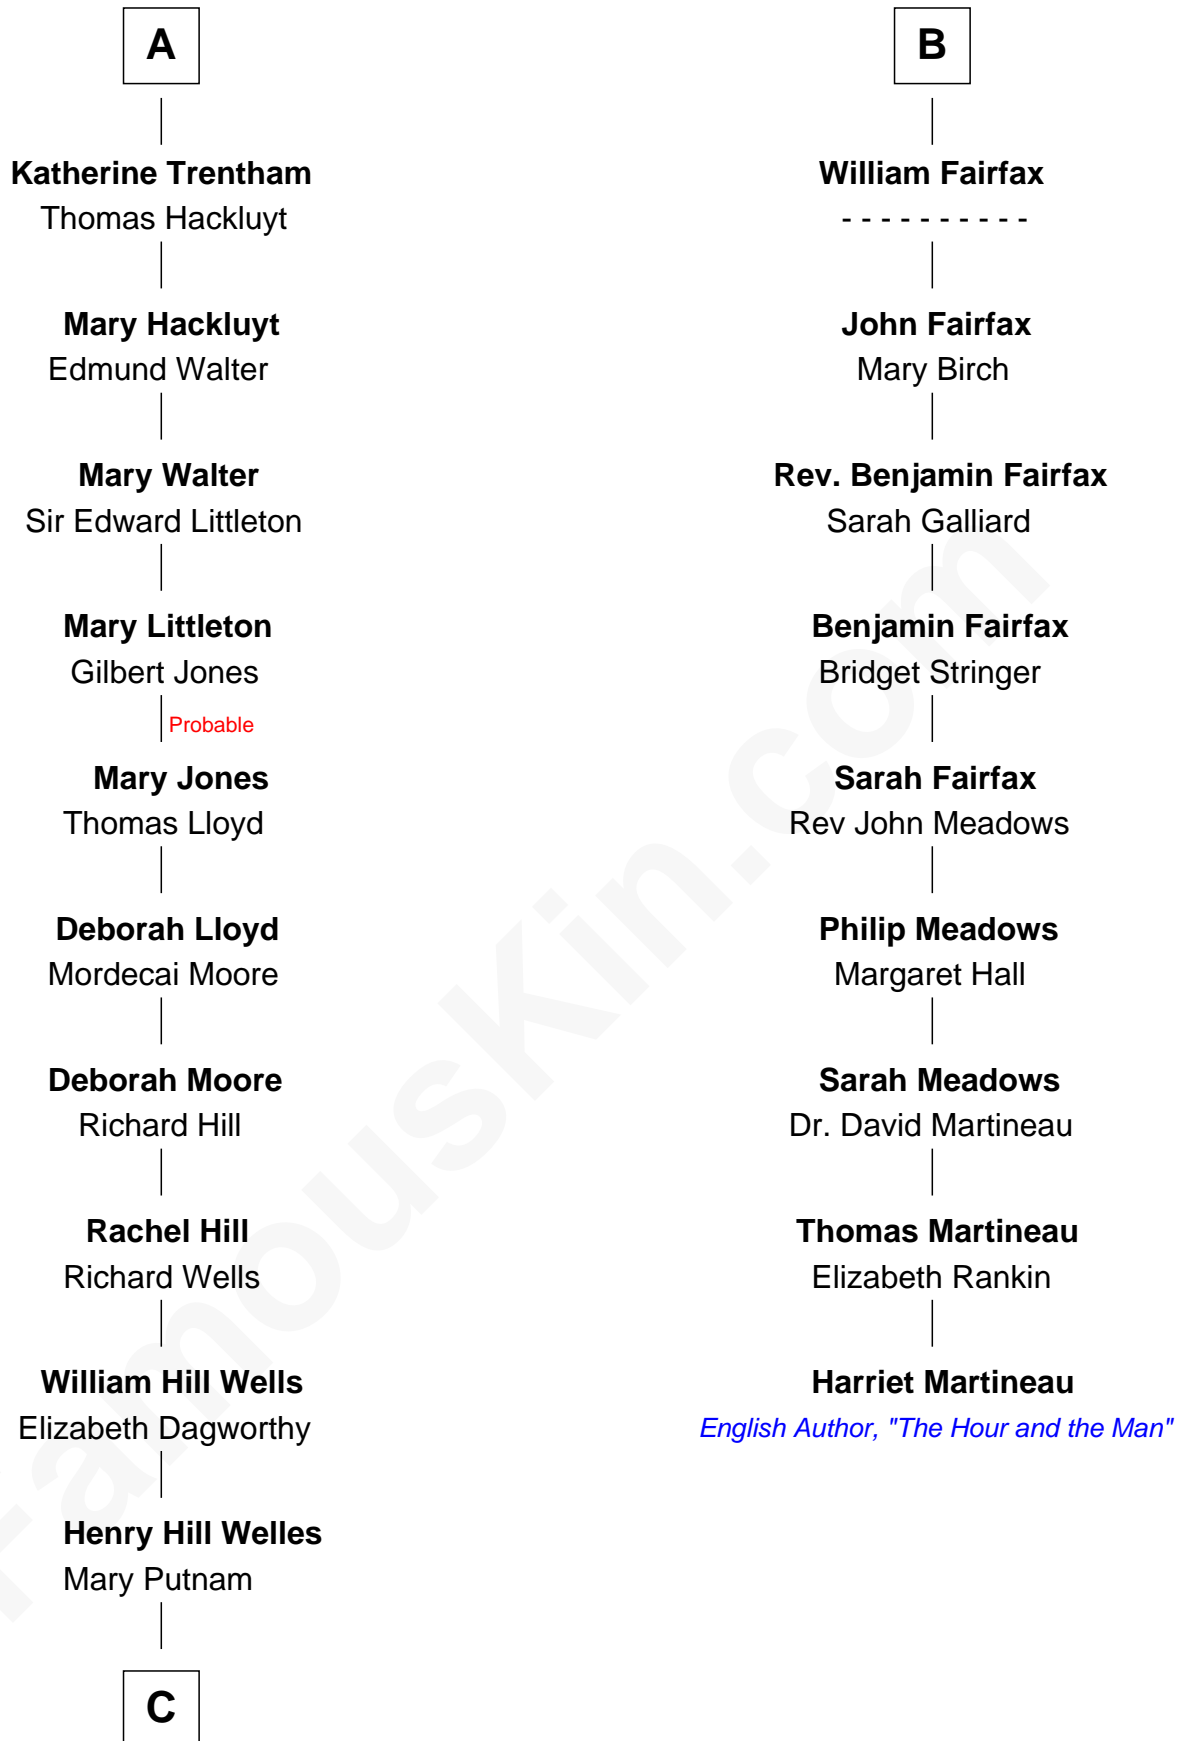 A
Katherine Trentham
Thomas Hackluyt
Mary Hackluyt
Edmund Walter
Mary Walter
Sir Edward Littleton
Mary Littleton
Gilbert Jones
Probable
Mary Jones
Thomas Lloyd
Deborah Lloyd
Mordecai Moore
Deborah Moore
Richard Hill
Rachel Hill
Richard Wells
William Hill Wells
Elizabeth Dagworthy
Henry Hill Welles
Mary Putnam
C
B
William Fairfax
- - - - - - - - - -
John Fairfax
Mary Birch
Rev. Benjamin Fairfax
Sarah Galliard
Benjamin Fairfax
Bridget Stringer
Sarah Fairfax
Rev John Meadows
Philip Meadows
Margaret Hall
Sarah Meadows
Dr. David Martineau
Thomas Martineau
Elizabeth Rankin
Harriet Martineau
English Author, "The Hour and the Man"
FamousKin.com